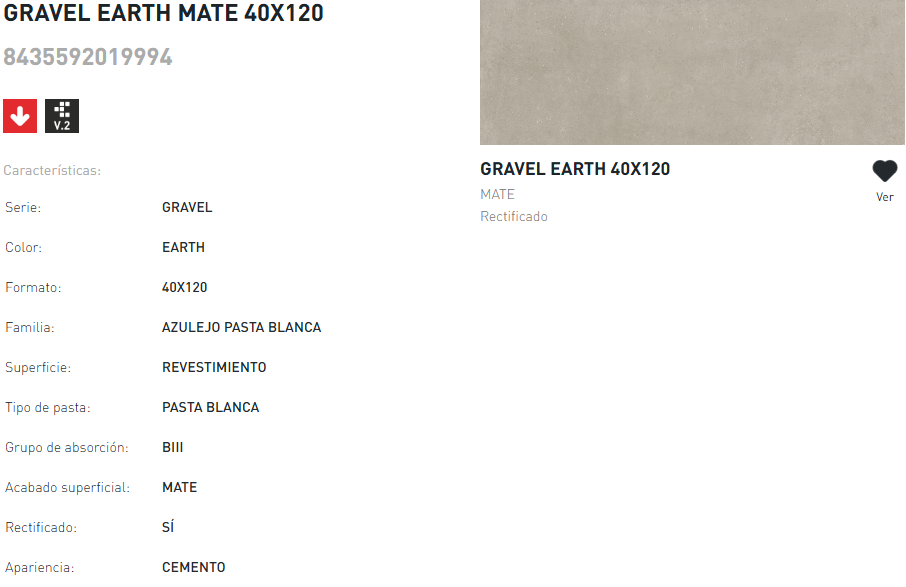 GRAVEL EARTH MATE 40X120
8435592019994
V.2
Características:
Serie: GRAVEL
Color: EARTH
Formato: 40X120
Familia: AZULEJO PASTA BLANCA
Superficie: REVESTIMIENTO
Tipo de pasta: PASTA BLANCA
Grupo de absorción: BIII
Acabado superficial: MATE
Rectificado: SÍ
Apariencia: CEMENTO
GRAVEL EARTH 40X120
MATE
Rectificado
Ver